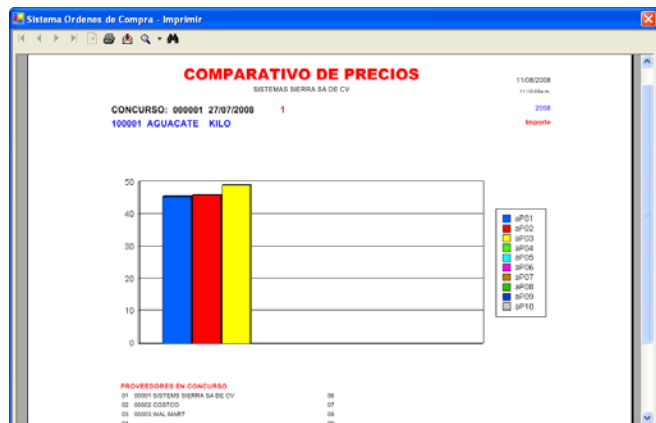 Sistema Ordenes de Compra - Imprimir
COMPARATIVO DE PRECIOS
11/08/2008
SISTEMAS SIERRA SA DE CV
CONCURSO: 000001 27/07/2008 1
2008
100001 AGUACATE KILO
Importe
50
40
30
20
10
0
aP01
aP02
aP03
aP04
aP05
aP06
aP07
aP08
aP09
aP10
PROVEEDORES EN CONCURSO
01 00001 SISTEMS SIERRA SA DE CV 06
02 00002 COSTCO 07
03 00003 WAL MART 08